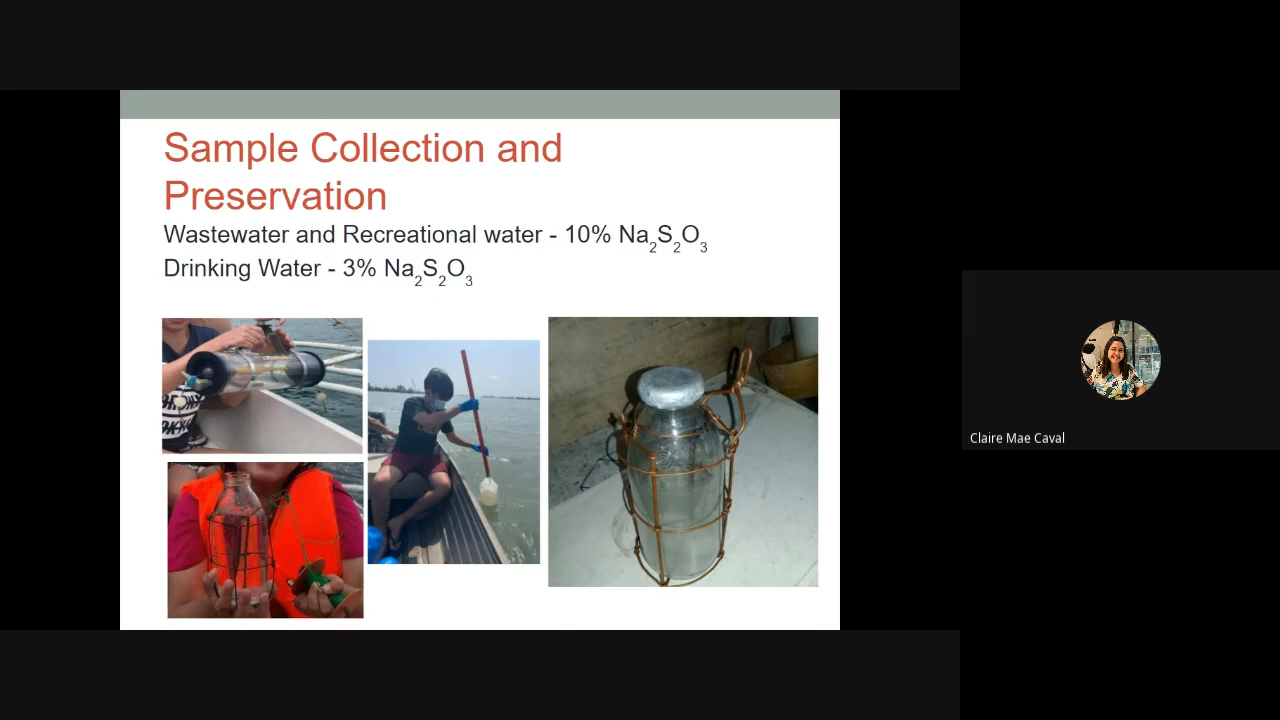 Sample Collection and
Preservation
Wastewater and Recreational water - 10% Na₂S₂O₃
Drinking Water - 3% Na₂S₂O₃
Claire Mae Caval